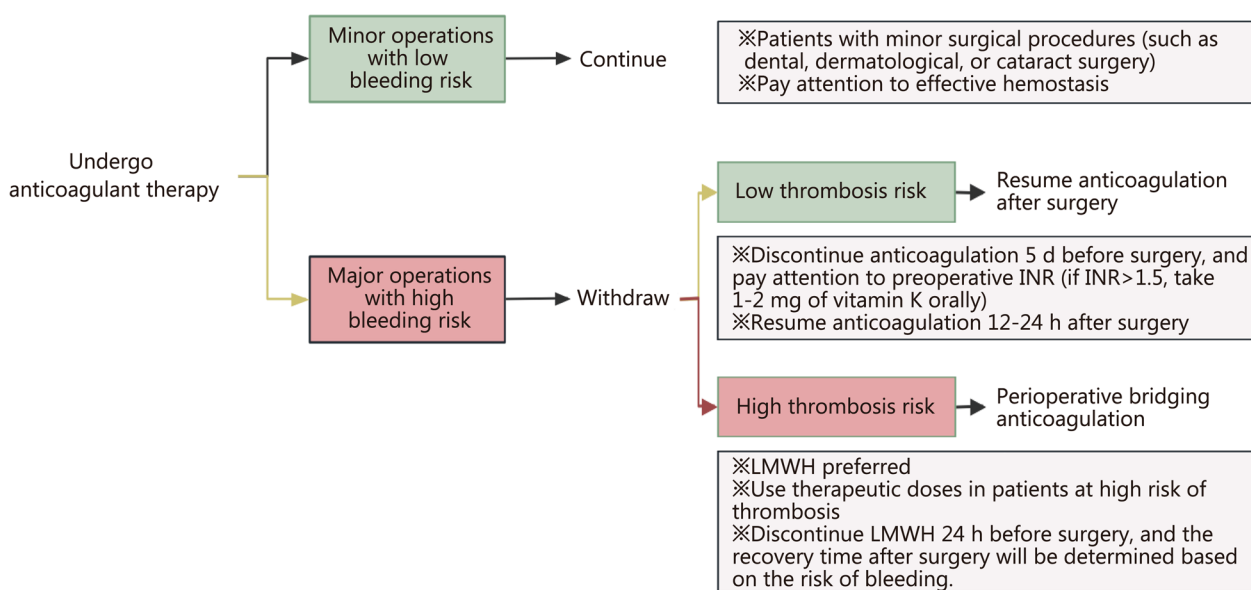 Undergo
anticoagulant therapy
Minor operations
with low
bleeding risk
Continue
※Patients with minor surgical procedures (such as
dental, dermatological, or cataract surgery)
※Pay attention to effective hemostasis
Major operations
with high
bleeding risk
Withdraw
Low thrombosis risk
Resume anticoagulation
after surgery
※Discontinue anticoagulation 5 d before surgery, and
pay attention to preoperative INR (if INR>1.5, take
1-2 mg of vitamin K orally)
※Resume anticoagulation 12-24 h after surgery
High thrombosis risk
Perioperative bridging
anticoagulation
※LMWH preferred
※Use therapeutic doses in patients at high risk of
thrombosis
※Discontinue LMWH 24 h before surgery, and the
recovery time after surgery will be determined based
on the risk of bleeding.